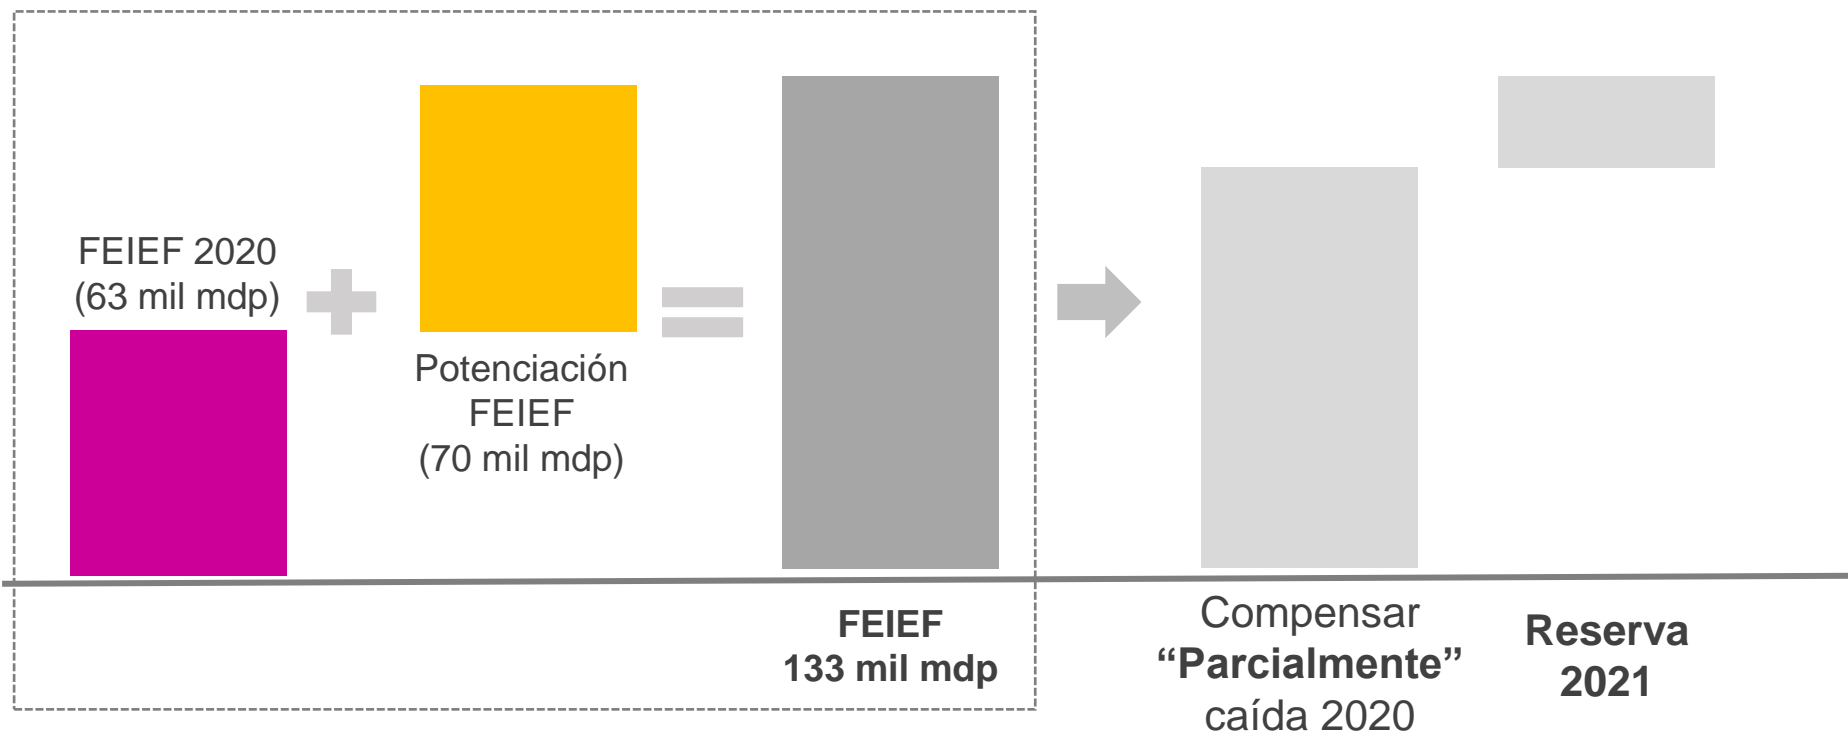 FEIEF 2020
(63 mil mdp)
Potenciación
FEIEF
(70 mil mdp)
FEIEF
133 mil mdp
Compensar
“Parcialmente”
caída 2020
Reserva
2021